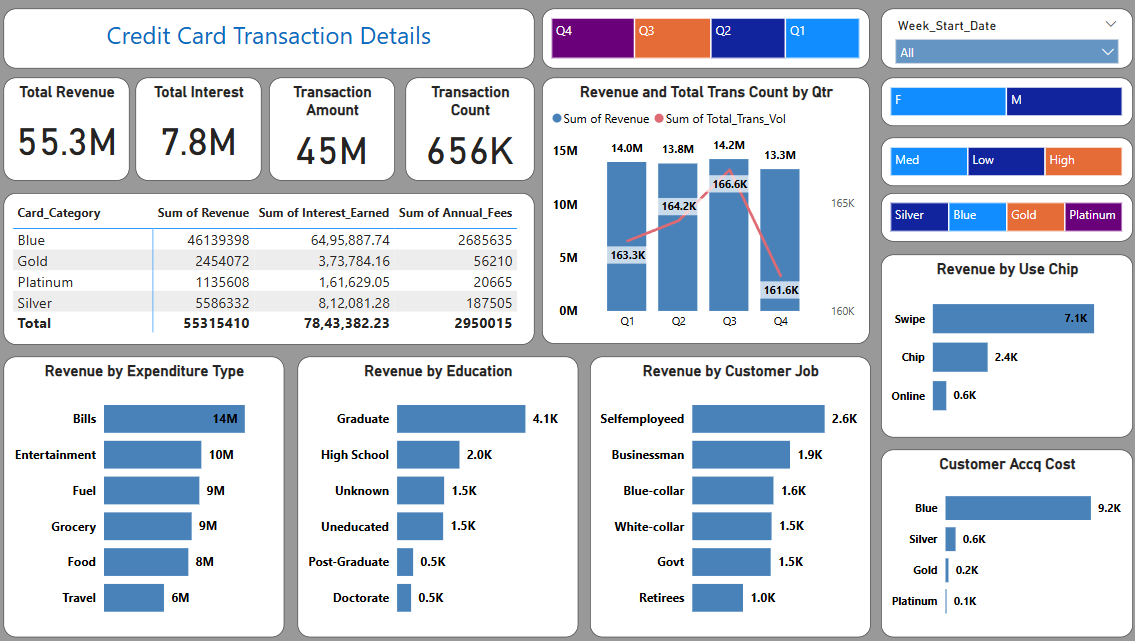 Credit Card Transaction Details
Q4 Q3 Q2 Q1
Week_Start_Date
All
Total Revenue
55.3M
Total Interest
7.8M
Transaction
Amount
45M
Transaction
Count
656K
Revenue and Total Trans Count by Qtr
Sum of Revenue Sum of Total_Trans_Vol
15M
10M
5M
0M
14.0M 13.8M 14.2M 13.3M
163.3K 164.2K 166.6K 161.6K
165K
160K
Q1 Q2 Q3 Q4
F M
Med Low High
Silver Blue Gold Platinum
Card_Category Sum of Revenue Sum of Interest_Earned Sum of Annual_Fees
Blue 46139398 64,95,887.74 2685635
Gold 2454072 3,73,784.16 56210
Platinum 1135608 1,61,629.05 20665
Silver 5586332 8,12,081.28 187505
Total 55315410 78,43,382.23 2950015
Revenue by Use Chip
Swipe 7.1K
Chip 2.4K
Online 0.6K
Revenue by Expenditure Type
Bills 14M
Entertainment 10M
Fuel 9M
Grocery 9M
Food 8M
Travel 6M
Revenue by Education
Graduate 4.1K
High School 2.0K
Unknown 1.5K
Uneducated 1.5K
Post-Graduate 0.5K
Doctorate 0.5K
Revenue by Customer Job
Selfemployeed 2.6K
Businessman 1.9K
Blue-collar 1.6K
White-collar 1.5K
Govt 1.5K
Retirees 1.0K
Customer Accq Cost
Blue 9.2K
Silver 0.6K
Gold 0.2K
Platinum 0.1K